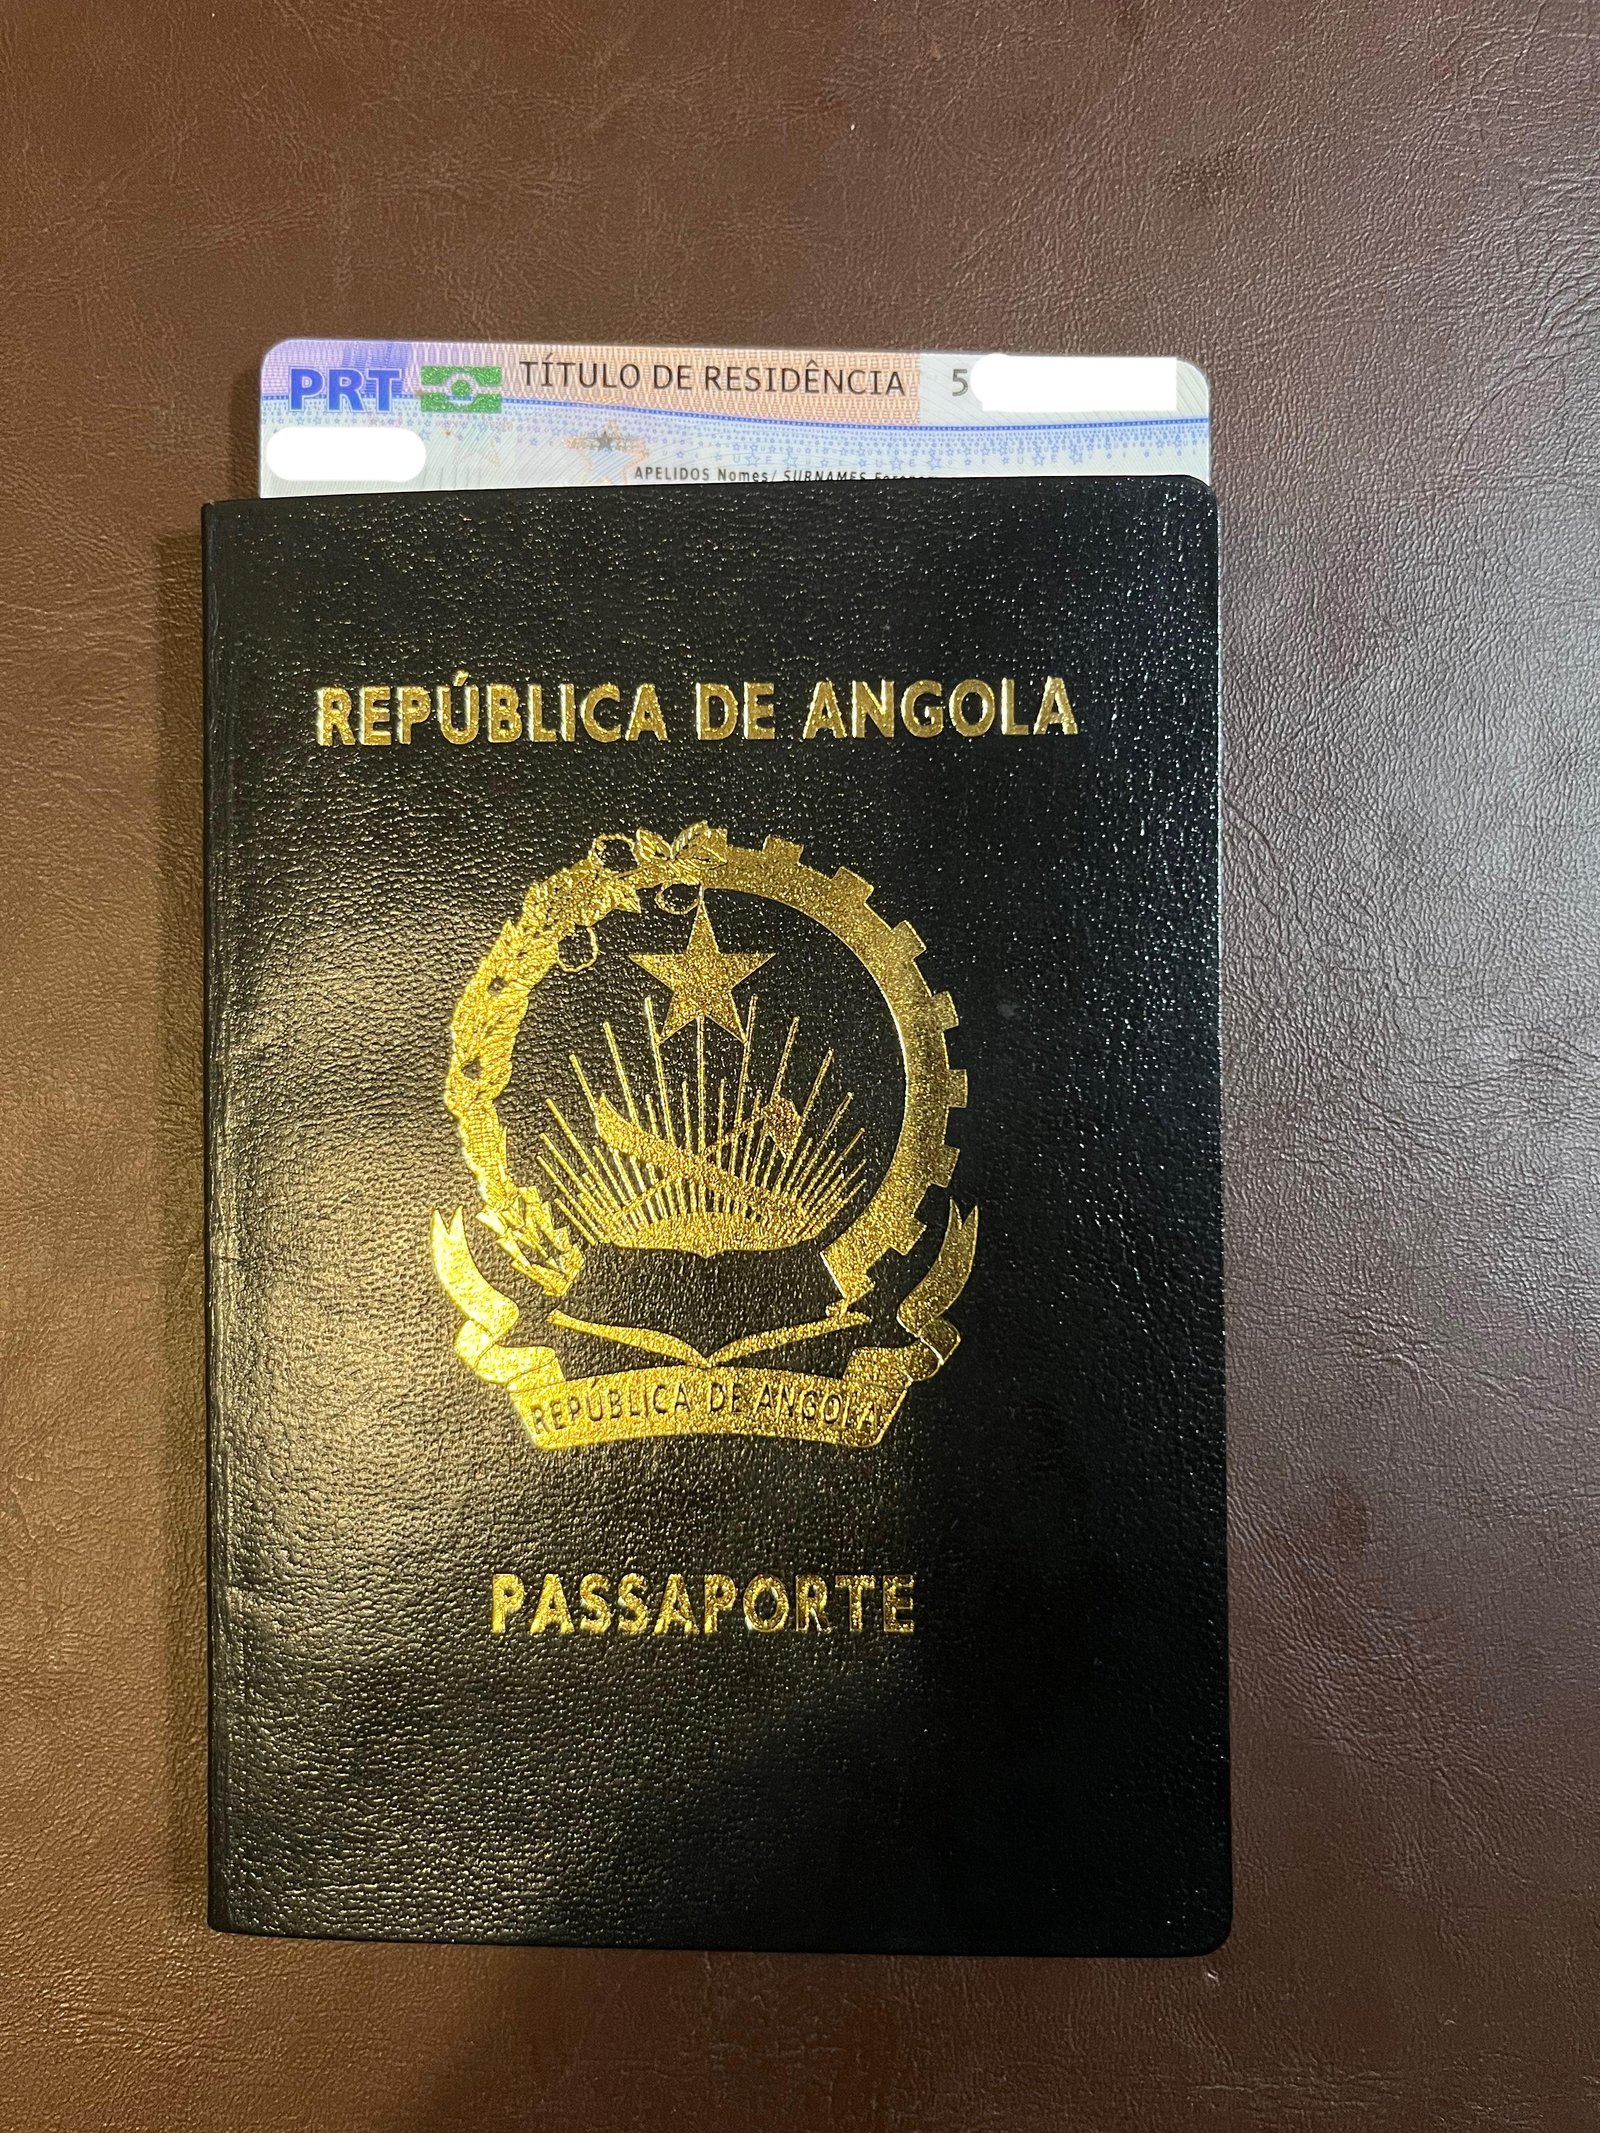 PRT TÍTULO DE RESIDÊNCIA 5
APELIDOS Nomes/ SURNAMES
REPÚBLICA DE ANGOLA
REPÚBLICA DE ANGOLA
PASSAPORTE